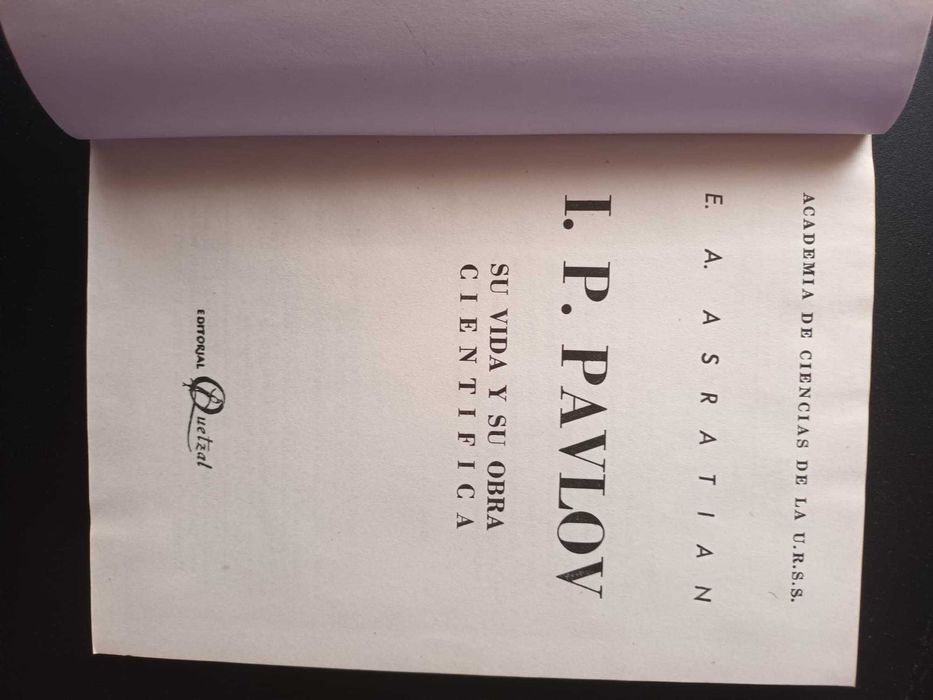 ACADEMIA DE CIENCIAS DE LA U.R.S.S.
E. A. ASRATIAN
I. P. PAVLOV
SU VIDA Y SU OBRA
CIENTIFICA
EDITORIAL Quetzal